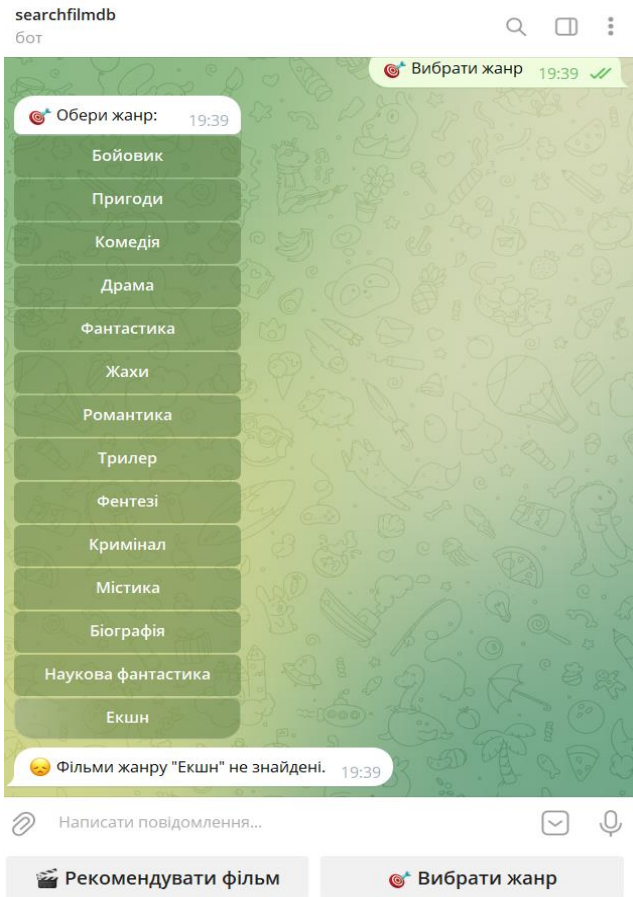 searchfilmdb
бот
🎯 Вибрати жанр 19:39
🎯 Обери жанр: 19:39
Бойовик
Пригоди
Комедія
Драма
Фантастика
Жахи
Романтика
Трилер
Фентезі
Кримінал
Містика
Біографія
Наукова фантастика
Екшн
😞 Фільми жанру "Екшн" не знайдені. 19:39
Написати повідомлення...
🎬 Рекомендувати фільм
🎯 Вибрати жанр